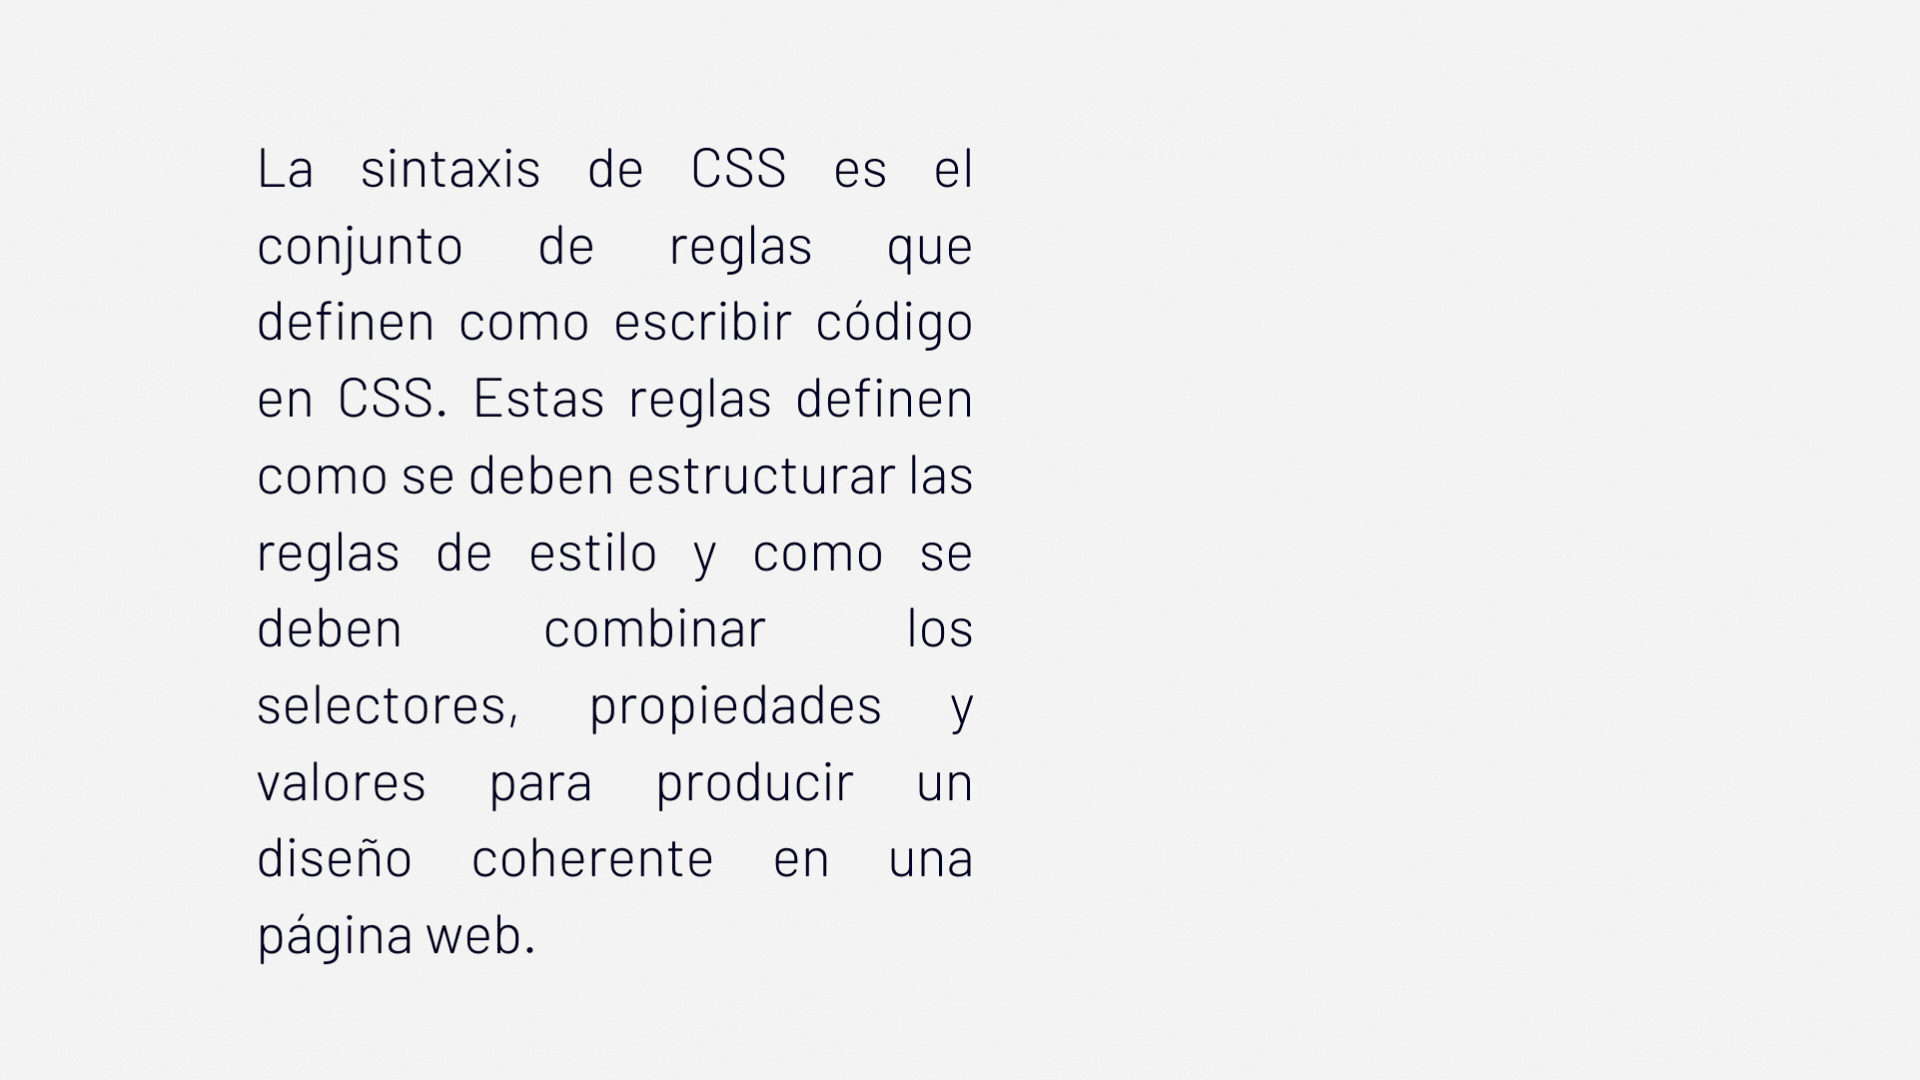 La sintaxis de CSS es el
conjunto de reglas que
definen como escribir código
en CSS. Estas reglas definen
como se deben estructurar las
reglas de estilo y como se
deben combinar los
selectores, propiedades y
valores para producir un
diseño coherente en una
página web.